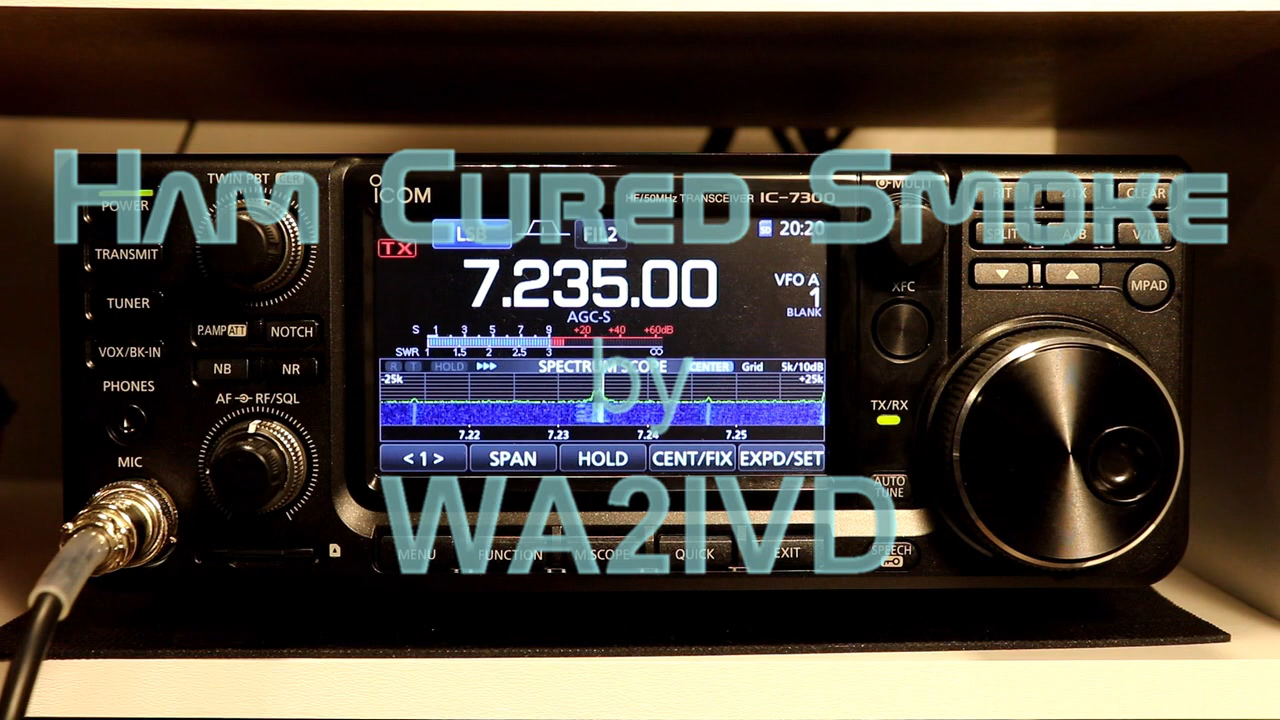 Ham Cured Smoke
by
WA2IVD
TWIN PBT CLR
POWER
TRANSMIT
TUNER
VOX/BK-IN
PHONES
MIC
P.AMP ATT NOTCH
NB NR
AF RF/SQL
ICOM
HF/50MHz TRANSCEIVER IC-7300
LSB FIL2 SD 20:20
TX
7.235.00
VFO A
1
BLANK
AGC-S
S 1 3 5 7 9 +20 +40 +60dB
SWR 1 1.5 2 2.5 3 ∞
R T HOLD SPECTRUM SCOPE CENTER Grid 5k/10dB
-25k +25k
7.22 7.23 7.24 7.25
<1> SPAN HOLD CENT/FIX EXPD/SET
MENU FUNCTION M.SCOPE QUICK EXIT
MULTI
RIT ΔTX CLEAR
SPLIT A/B V/M
▼ ▲ MPAD
XFC
TX/RX
AUTO
TUNE
SPEECH